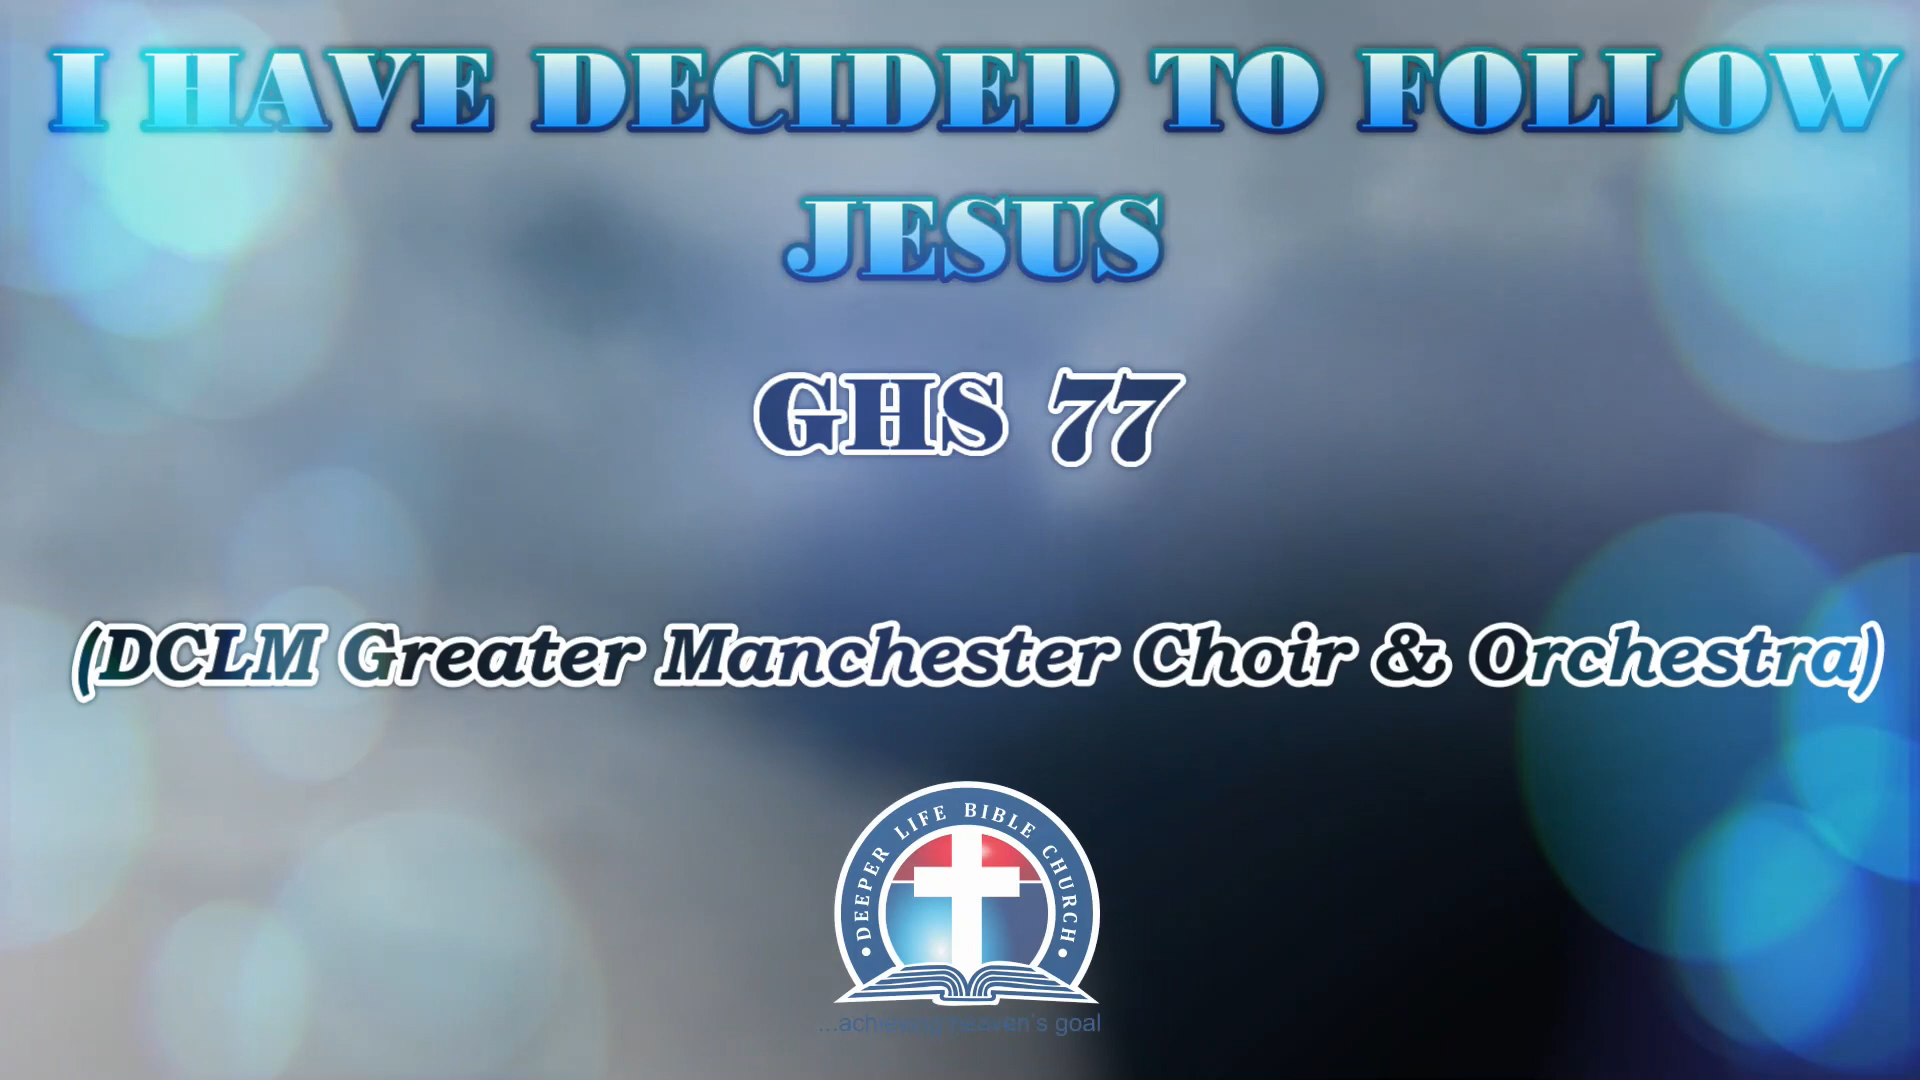 I HAVE DECIDED TO FOLLOW
JESUS
GHS 77
(DCLM Greater Manchester Choir & Orchestra)
• DEEPER LIFE BIBLE CHURCH •
...achieving heaven's goal